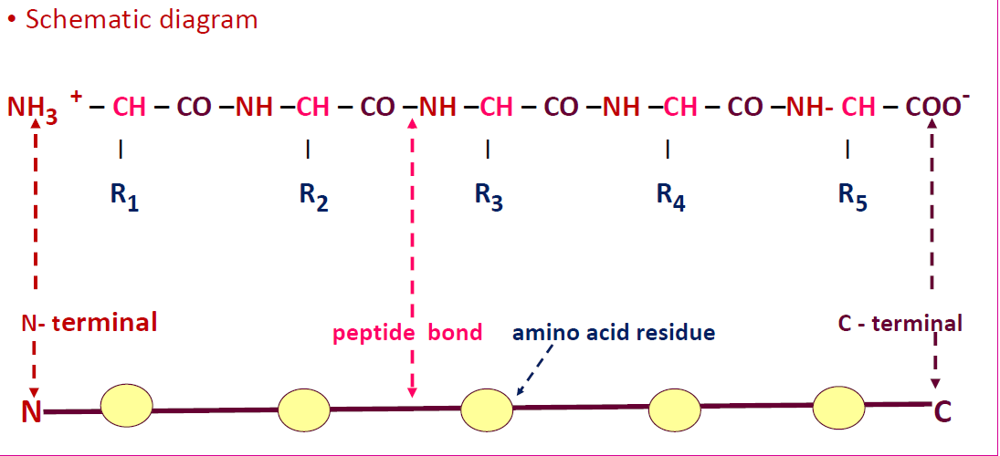 • Schematic diagram
NH₃ ⁺ – CH – CO –NH –CH – CO –NH –CH – CO –NH –CH – CO –NH- CH – COO⁻
| | | | |
R₁ R₂ R₃ R₄ R₅
N- terminal peptide bond amino acid residue C - terminal
N C